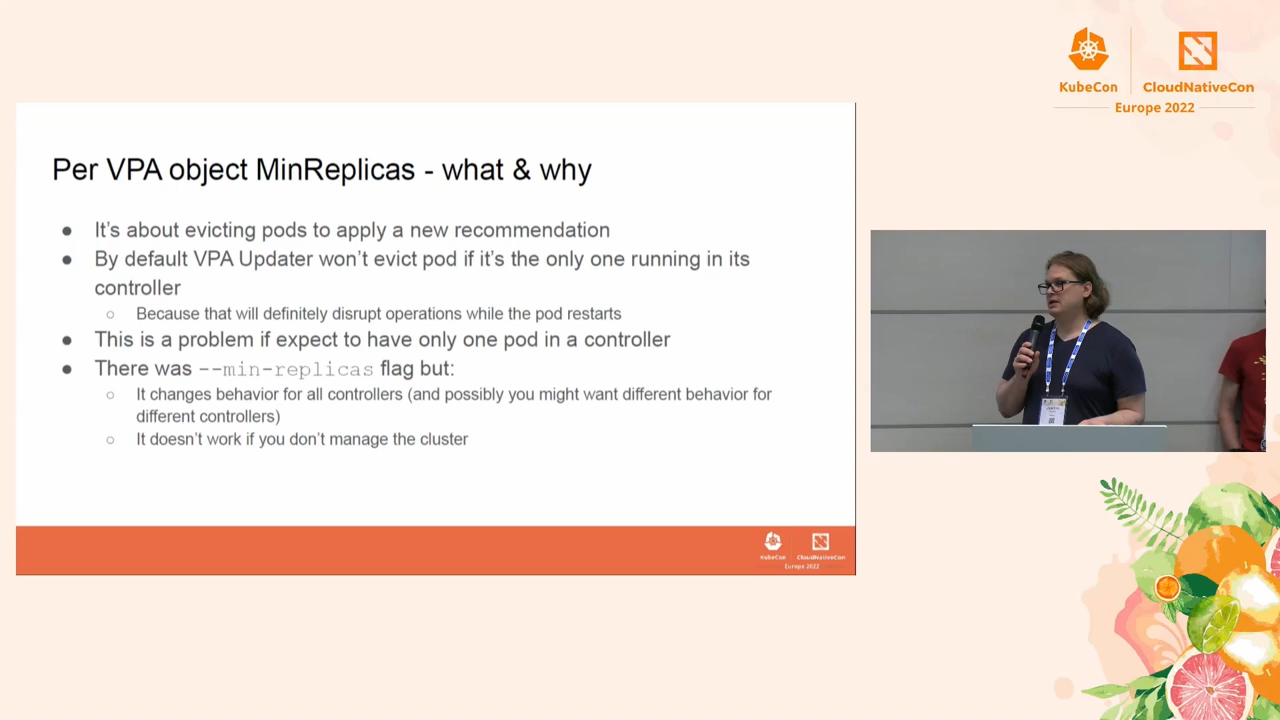 KubeCon
CloudNativeCon
Europe 2022
Per VPA object MinReplicas - what & why
● It's about evicting pods to apply a new recommendation
● By default VPA Updater won't evict pod if it's the only one running in its
controller
○ Because that will definitely disrupt operations while the pod restarts
● This is a problem if expect to have only one pod in a controller
● There was --min-replicas flag but:
○ It changes behavior for all controllers (and possibly you might want different behavior for
different controllers)
○ It doesn't work if you don't manage the cluster
KubeCon
CloudNativeCon
Europe 2022